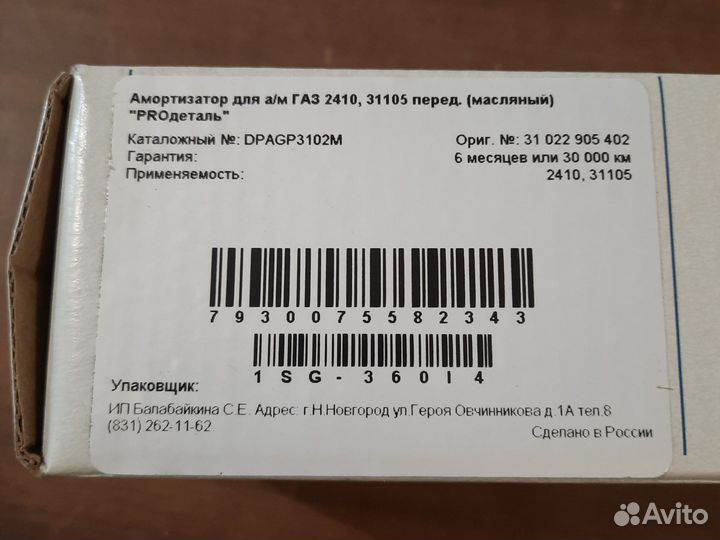 Амортизатор для а/м ГАЗ 2410, 31105 перед. (масляный)
"PROдеталь"
Каталожный №: DPAGP3102M Ориг. №: 31 022 905 402
Гарантия: 6 месяцев или 30 000 км
Применяемость: 2410, 31105
7930075582343
1SG-360I4
Упаковщик:
ИП Балабайкина С.Е. Адрес: г.Н.Новгород ул.Героя Овчинникова д.1А тел.8
(831) 262-11-62
Сделано в России
Avito